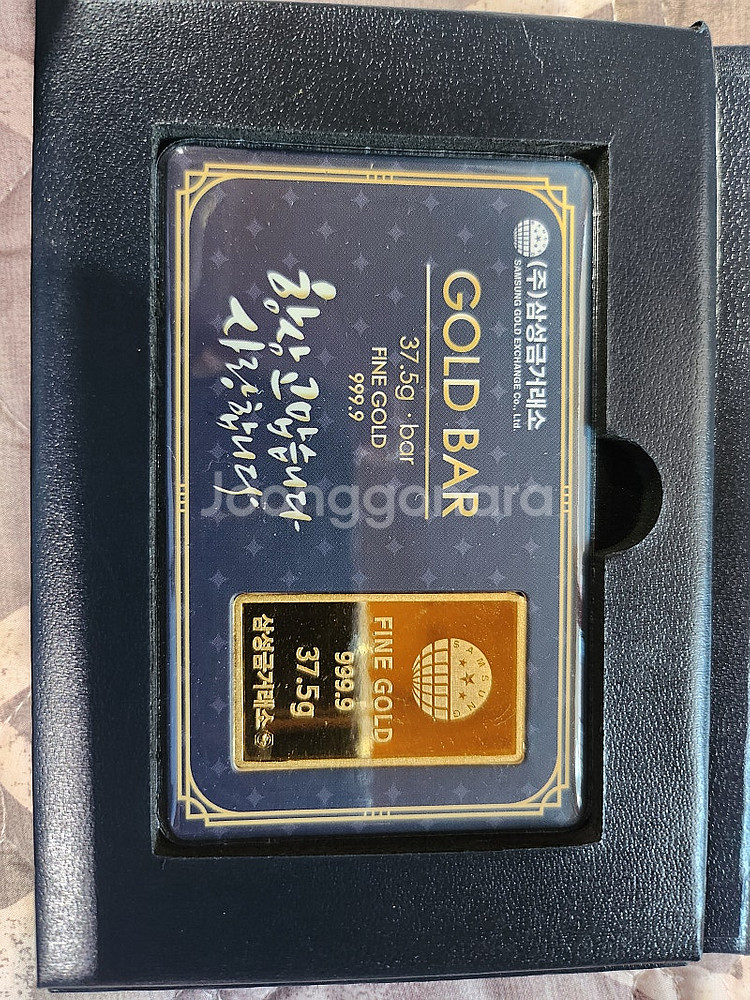 (주)삼성금거래소
SAMSUNG GOLD EXCHANGE Co., Ltd
GOLD BAR
37.5g · bar
FINE GOLD
999.9
항상 고맙습니다
사랑합니다
SAMSUNG
FINE GOLD
999.9
37.5g
삼성금거래소
Joonggonara